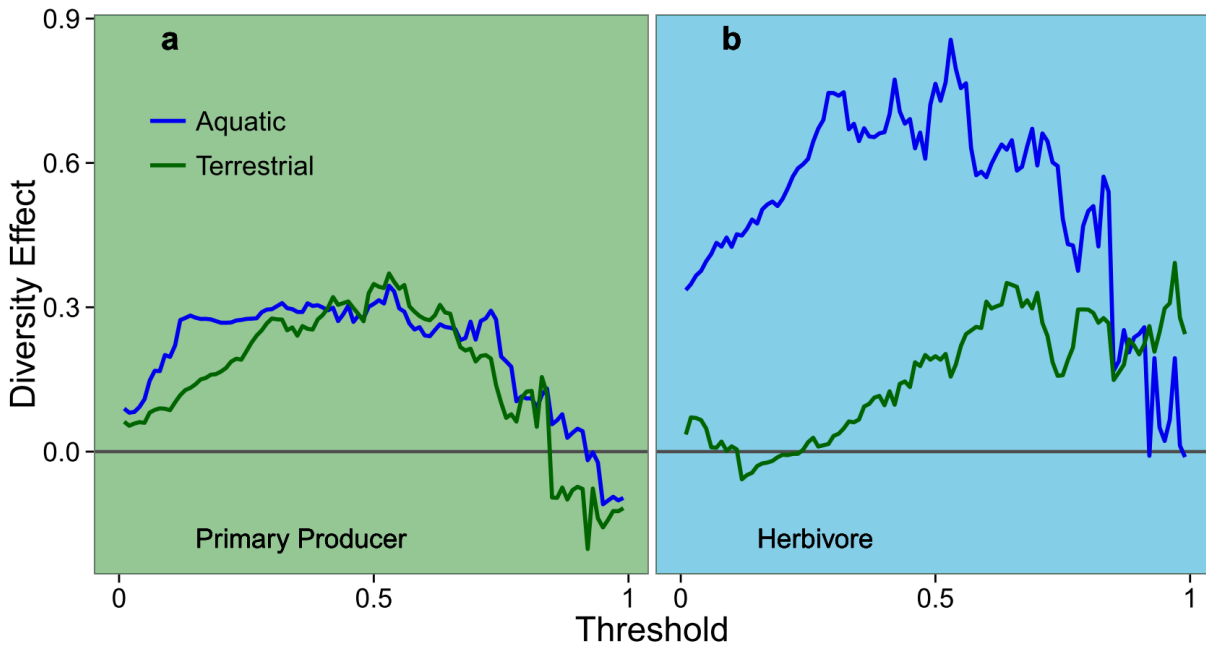 a
b
Aquatic
Terrestrial
Diversity Effect
0.9
0.6
0.3
0.0
Primary Producer
Herbivore
0
0.5
1
0
0.5
1
Threshold